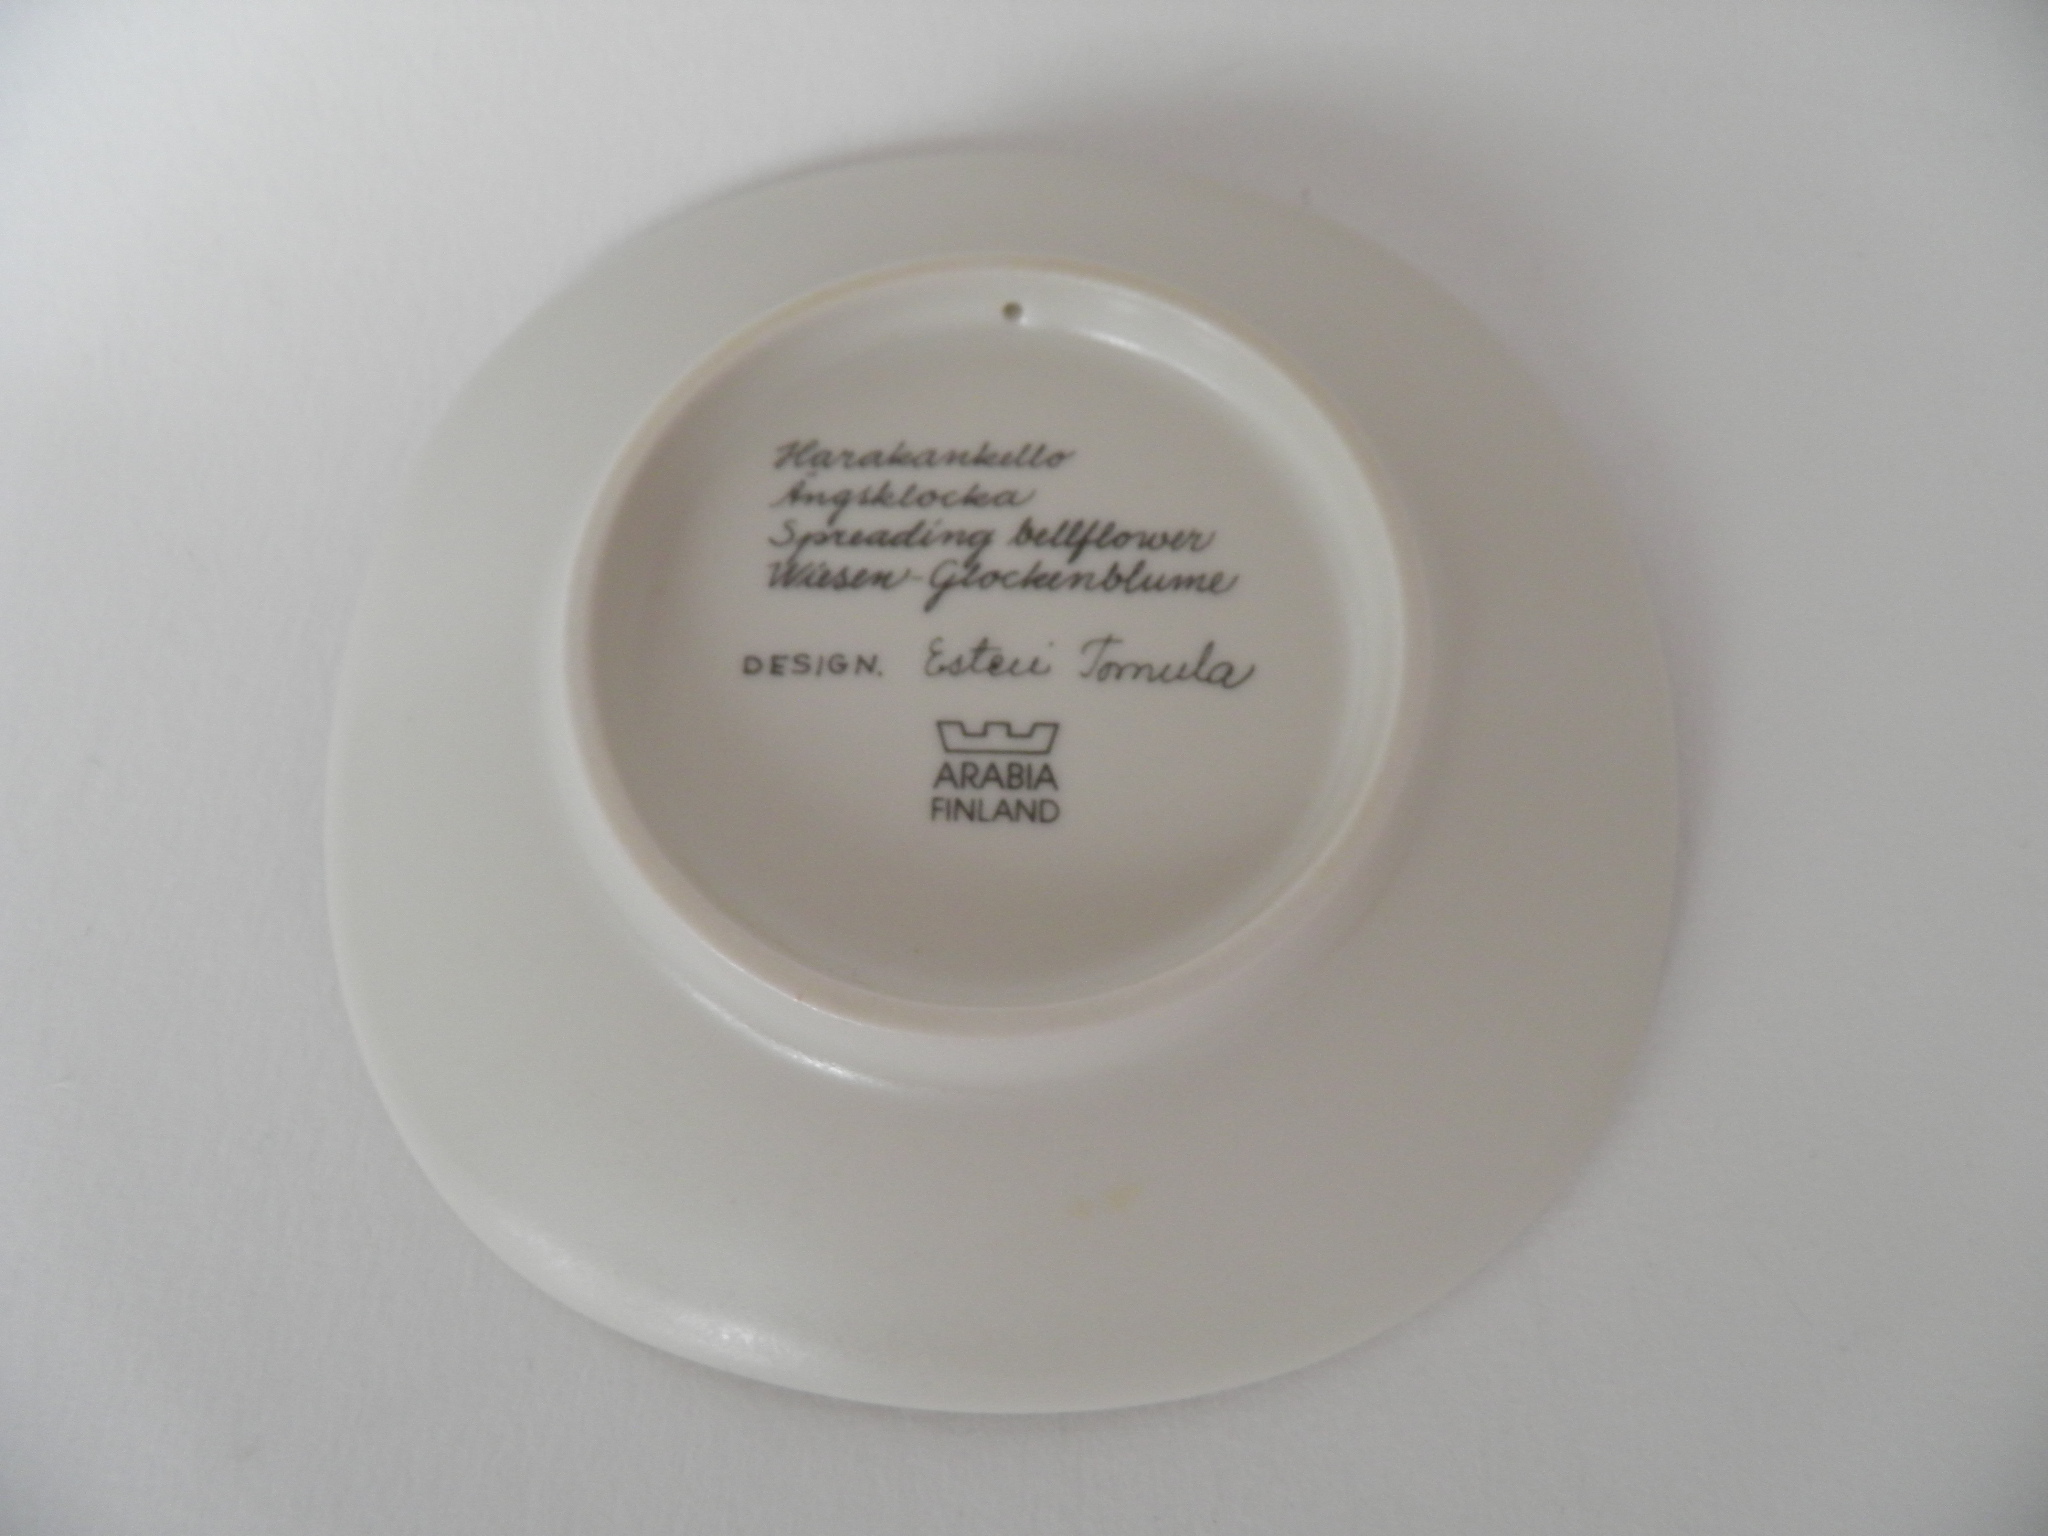 Harakankello
Ängsklocka
Spreading bellflower
Wiesen-Glockenblume
DESIGN. Esteri Tomula
ARABIA
FINLAND